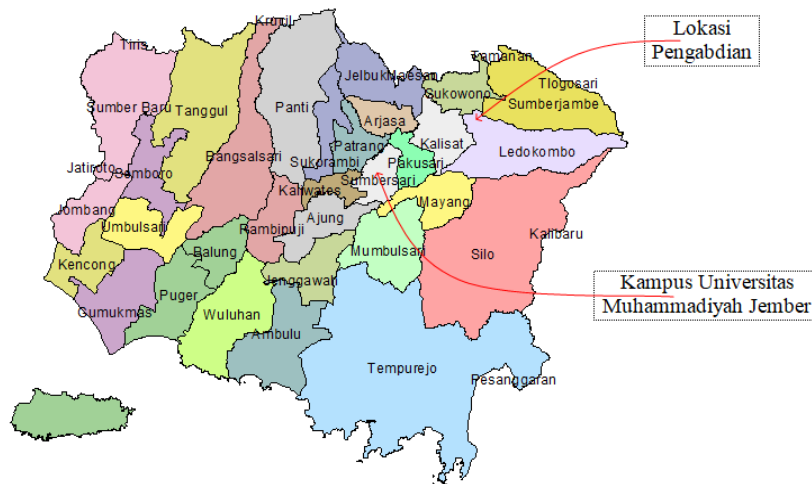 Krucil
Lokasi
Pengabdian
Tiris
Tamanan
Jelbuk
Maesan
Tlogosari
Sukowono
Sumber Baru
Tanggul
Panti
Sumberjambe
Arjasa
Patrang
Kalisat
Ledokombo
Bangsalsari
Sukorambi
Pakusari
Jatiroto
Semboro
Sumbersari
Kaliwates
Mayang
Jombang
Umbulsari
Ajung
Rambipuji
Kalibaru
Balung
Mumbulsari
Silo
Kencong
Jenggawah
Puger
Kampus Universitas
Muhammadiyah Jember
Gumukmas
Wuluhan
Ambulu
Tempurejo
Pesanggaran